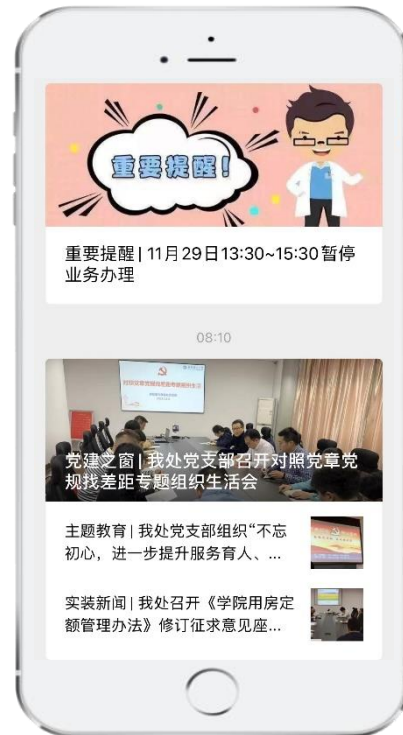 重要提醒!
重要提醒 | 11月29日13:30~15:30暂停
业务办理
08:10
党建之窗 | 我处党支部召开对照党章党
规找差距专题组织生活会
主题教育 | 我处党支部组织“不忘
初心，进一步提升服务育人、...
实装新闻 | 我处召开《学院用房定
额管理办法》修订征求意见座...